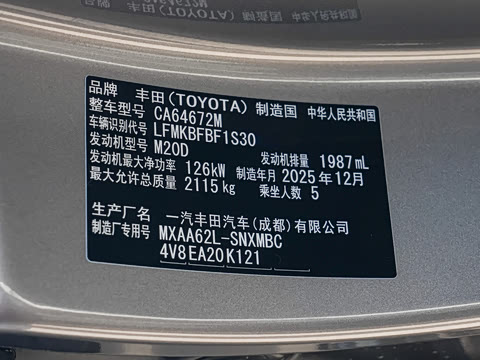 品牌 丰田(TOYOTA) 制造国 中华人民共和国
整车型号 CA64672M
车辆识别代号 LFMKBFBF1S30
发动机型号 M20D 发动机排量 1987mL
发动机最大净功率 126kW 制造年月 2025年12月
最大允许总质量 2115kg 乘坐人数 5
生产厂名 一汽丰田汽车(成都)有限公司
制造厂专用号 MXAA62L-SNXMBC
4V8EA20K121